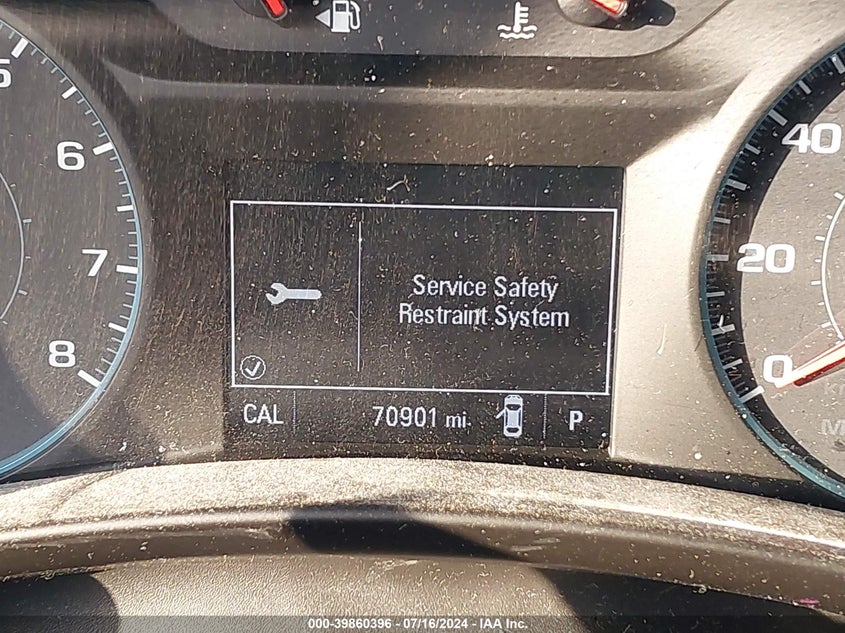 5
6
7
8
40
20
0
Service Safety
Restraint System
CAL 70901 mi P
M
000-39860396 - 07/16/2024 - IAA Inc.